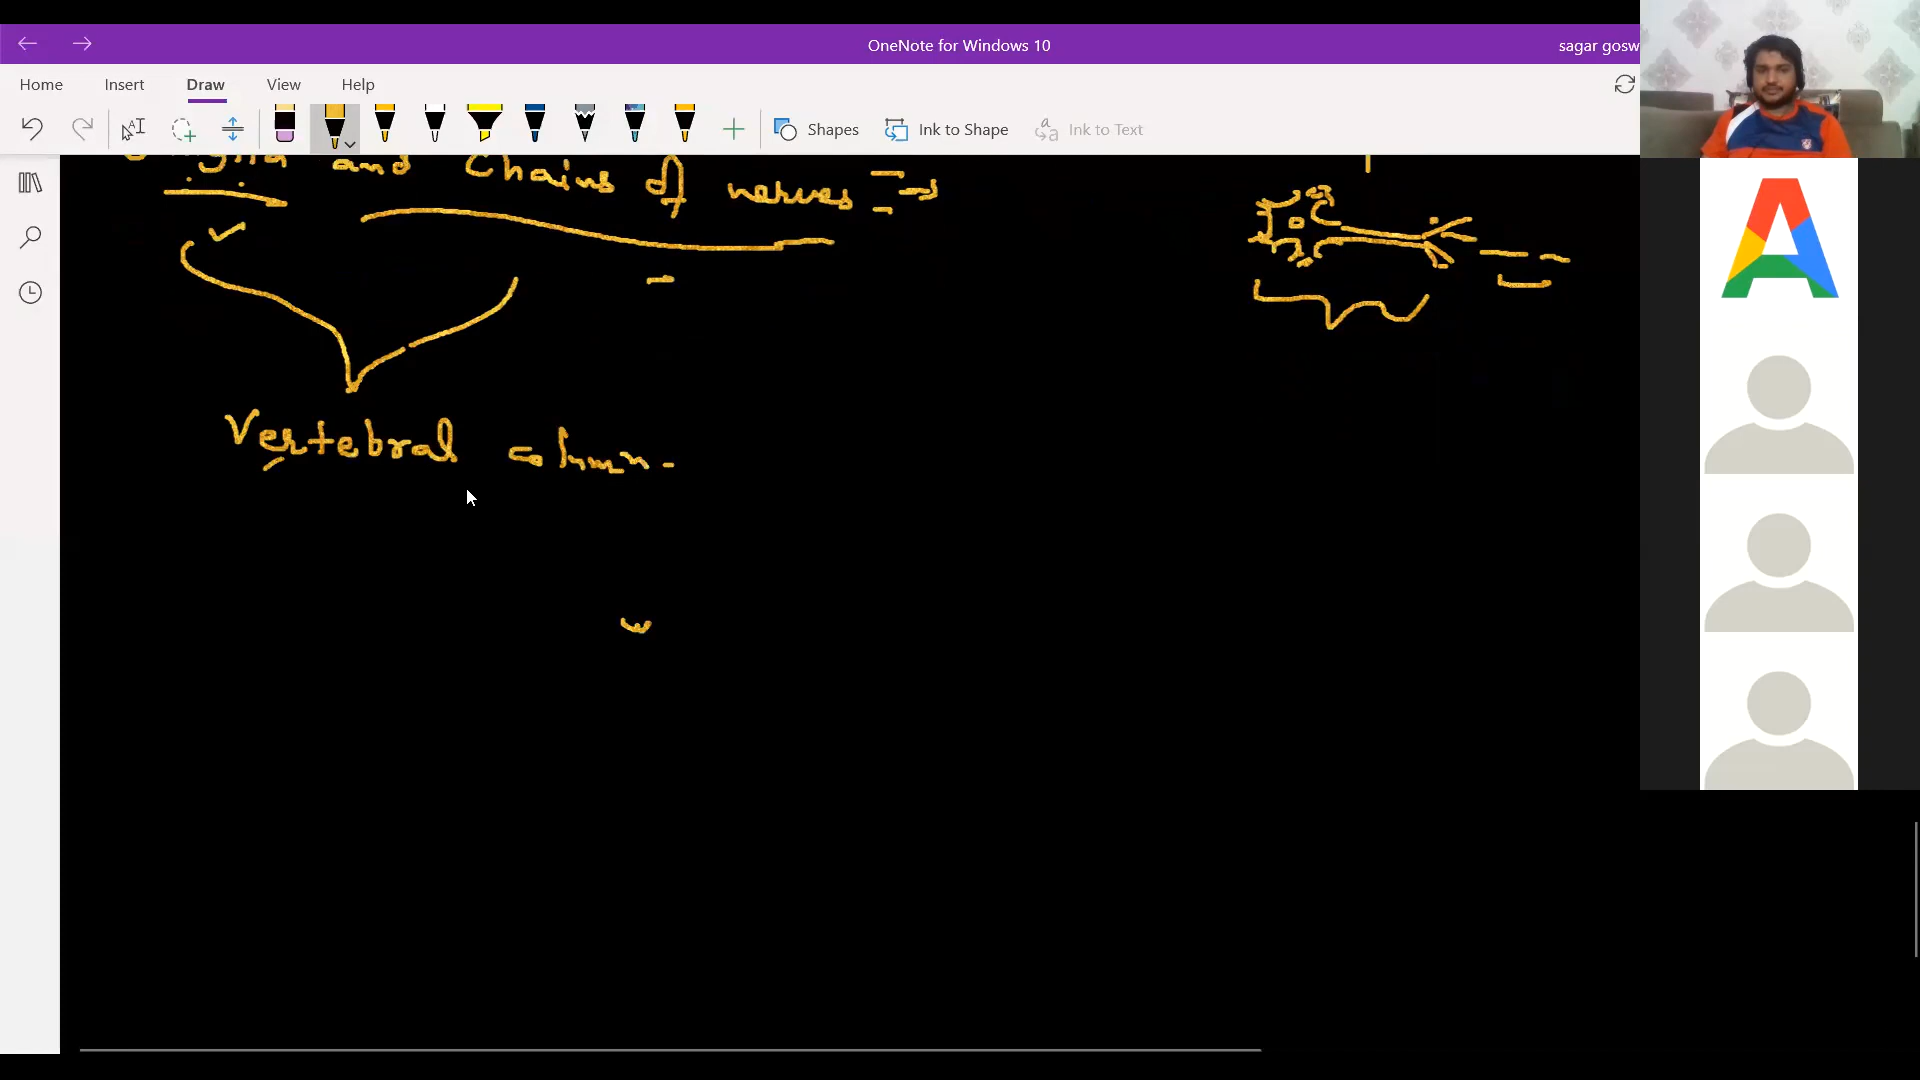 OneNote for Windows 10
sagar gosw
Home Insert Draw View Help
Shapes Ink to Shape Ink to Text
and Chains of nerves
Vertebral column
A